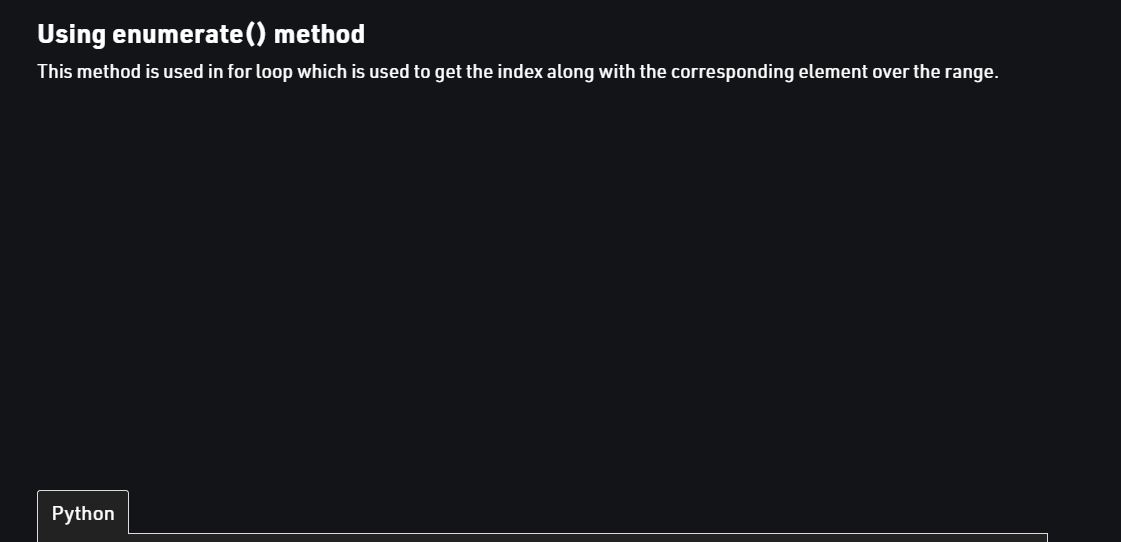 Using enumerate() method
This method is used in for loop which is used to get the index along with the corresponding element over the range.
Python